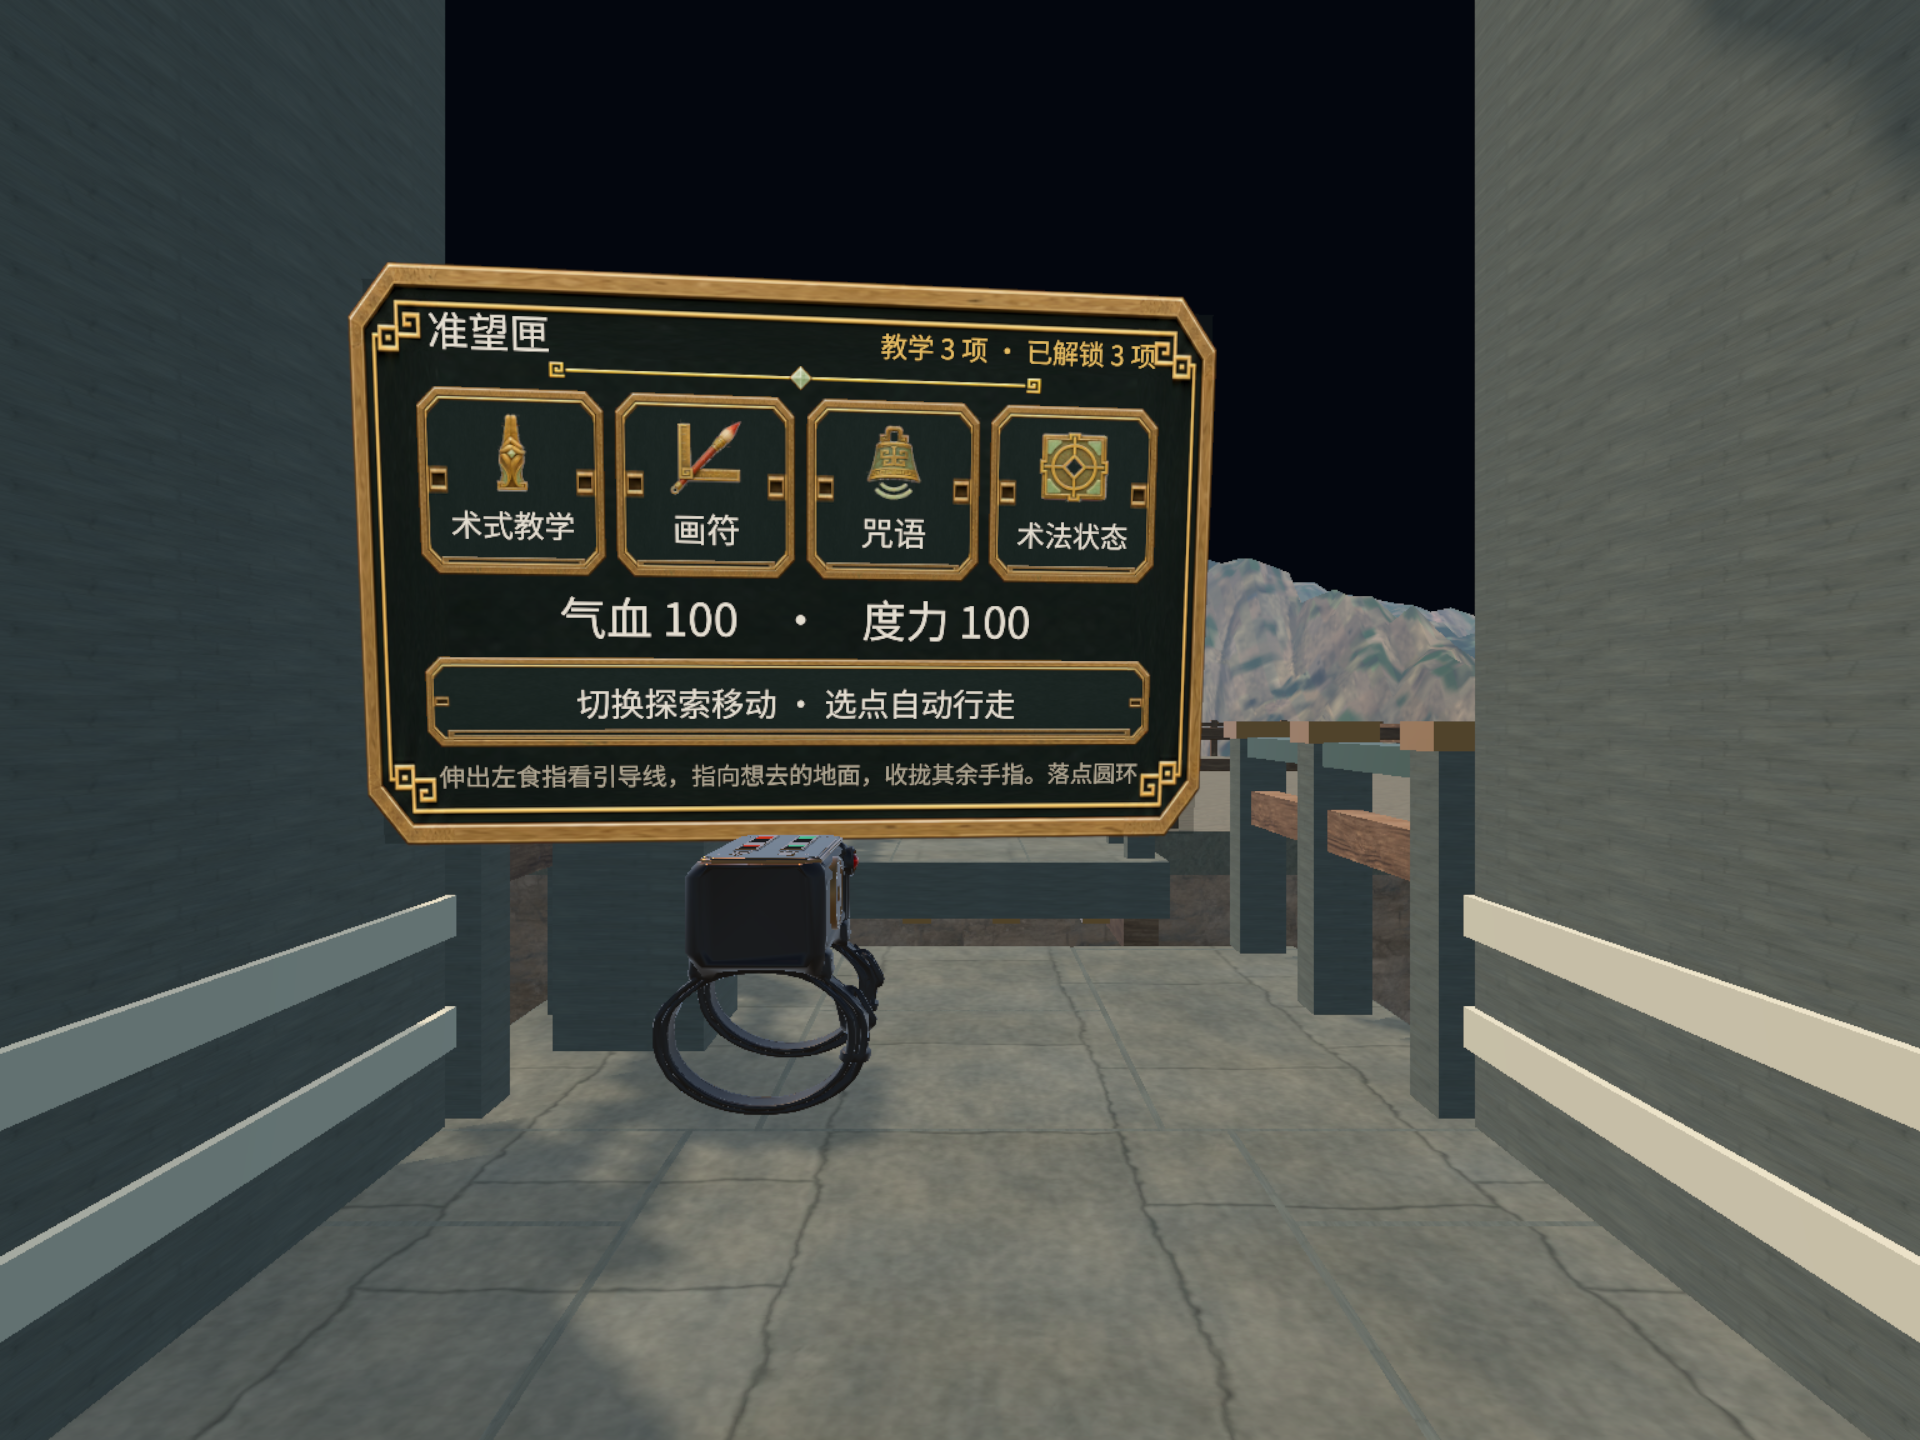 准望匣
教学 3 项 · 已解锁 3 项
术式教学
画符
咒语
术法状态
气血 100 · 度力 100
切换探索移动 · 选点自动行走
伸出左食指看引导线，指向想去的地面，收拢其余手指。落点圆环